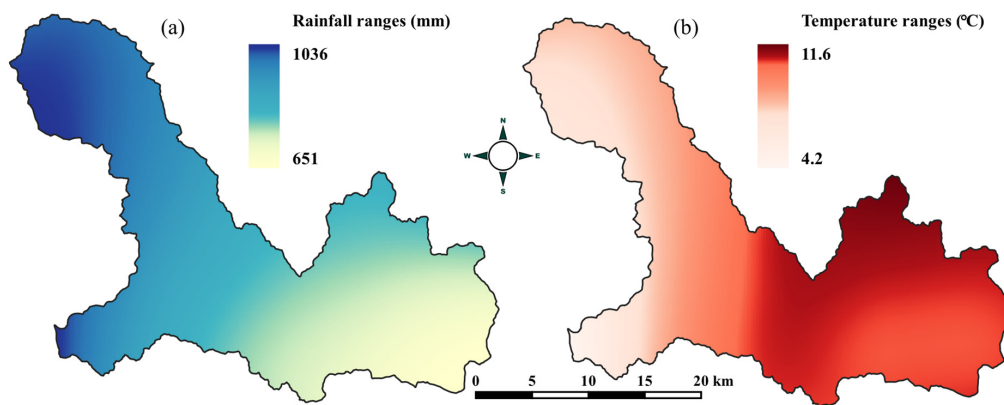 (a)
Rainfall ranges (mm)
1036
651
N
W
E
S
(b)
Temperature ranges (℃)
11.6
4.2
0 5 10 15 20 km